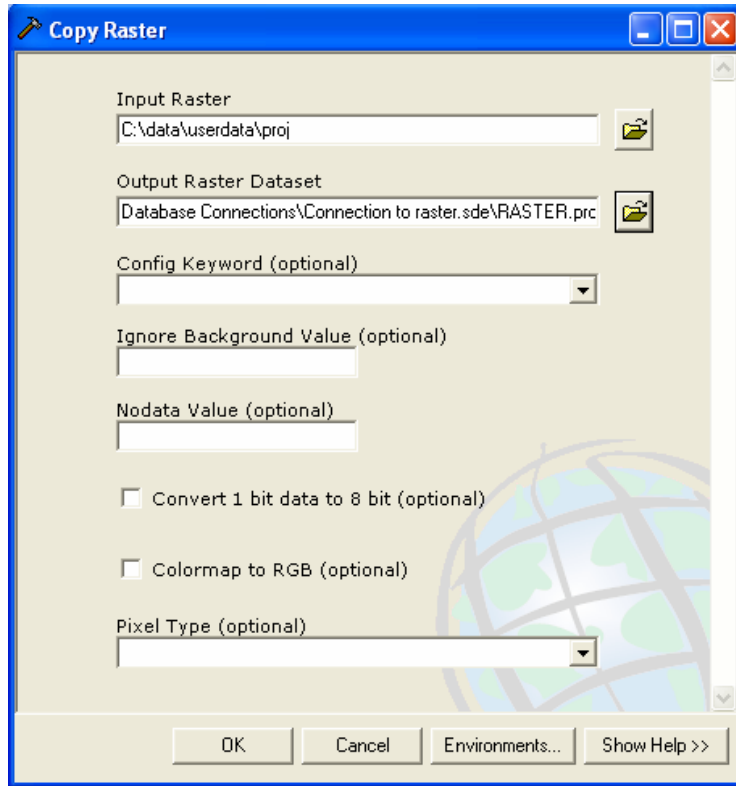 Copy Raster
Input Raster
C:\data\userdata\proj
Output Raster Dataset
Database Connections\Connection to raster.sde\RASTER.prc
Config Keyword (optional)
Ignore Background Value (optional)
Nodata Value (optional)
Convert 1 bit data to 8 bit (optional)
Colormap to RGB (optional)
Pixel Type (optional)
OK Cancel Environments... Show Help >>